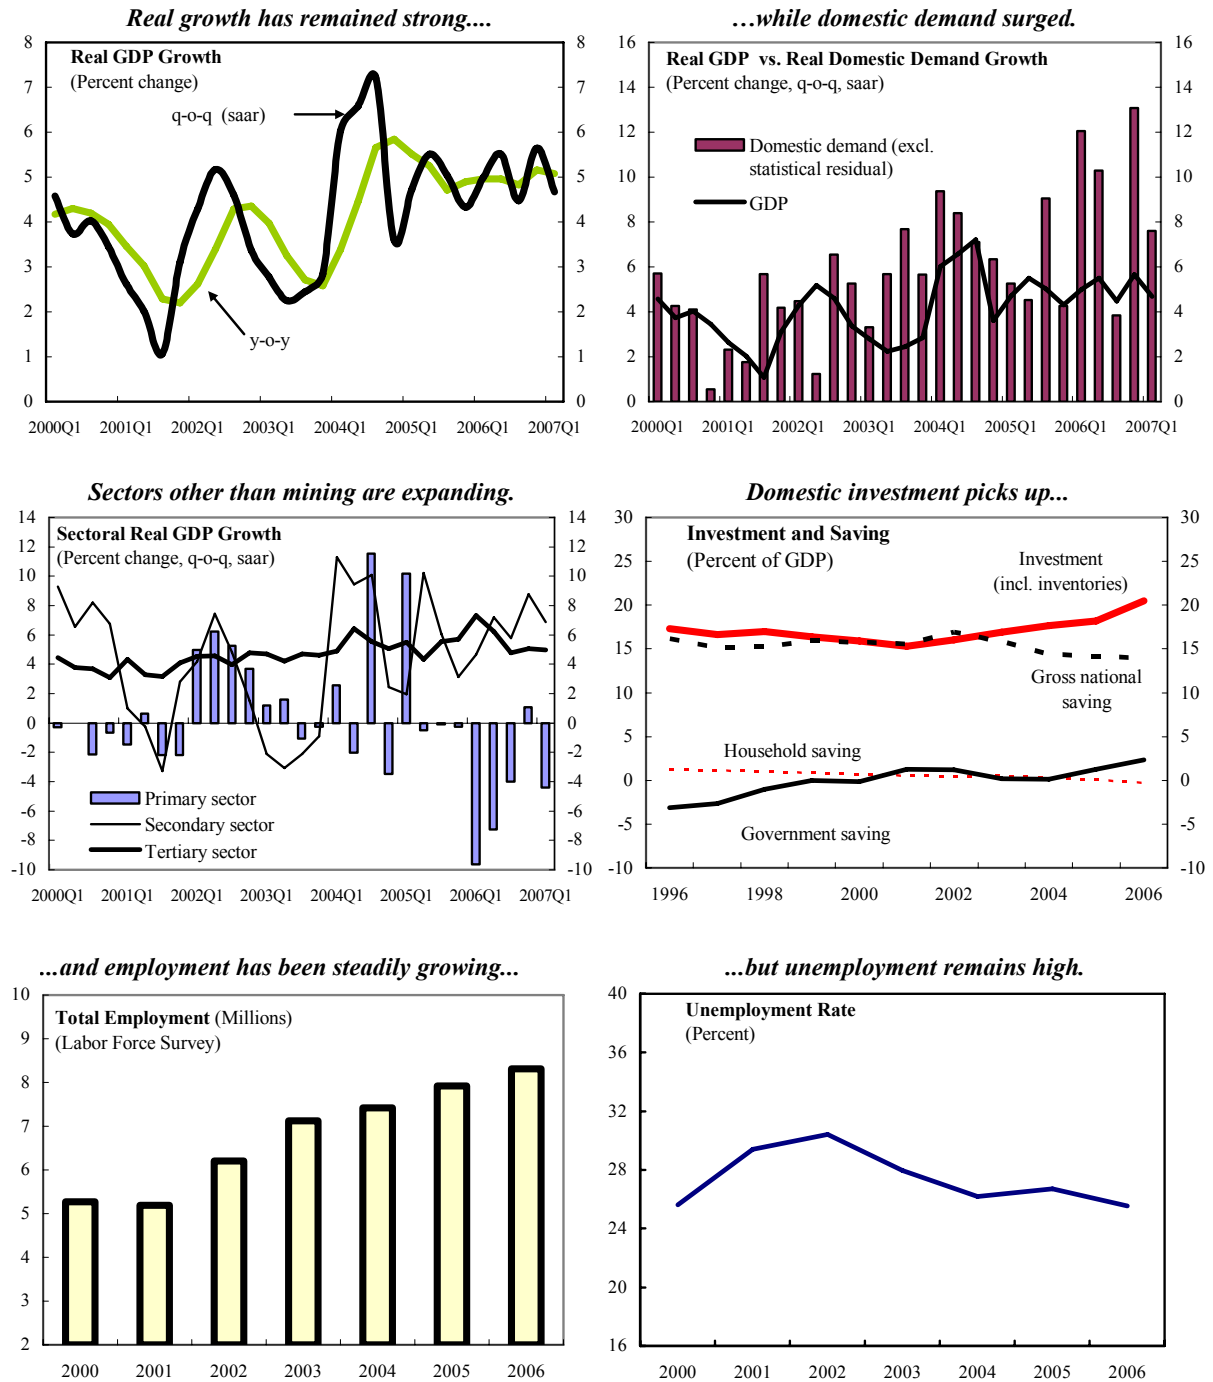 Real growth has remained strong....
Real GDP Growth
(Percent change)
q-o-q (saar)
y-o-y
8 8
7 7
6 6
5 5
4 4
3 3
2 2
1 1
0 0
2000Q1 2001Q1 2002Q1 2003Q1 2004Q1 2005Q1 2006Q1 2007Q1
…while domestic demand surged.
Real GDP vs. Real Domestic Demand Growth
(Percent change, q-o-q, saar)
Domestic demand (excl.
statistical residual)
GDP
16 16
14 14
12 12
10 10
8 8
6 6
4 4
2 2
0 0
2000Q1 2001Q1 2002Q1 2003Q1 2004Q1 2005Q1 2006Q1 2007Q1
Sectors other than mining are expanding.
Sectoral Real GDP Growth
(Percent change, q-o-q, saar)
14 14
12 12
10 10
8 8
6 6
4 4
2 2
0 0
-2 -2
-4 -4
-6 -6
-8 -8
-10 -10
Primary sector
Secondary sector
Tertiary sector
2000Q1 2001Q1 2002Q1 2003Q1 2004Q1 2005Q1 2006Q1 2007Q1
Domestic investment picks up...
Investment and Saving
(Percent of GDP)
Investment
(incl. inventories)
Gross national
saving
Household saving
Government saving
30 30
25 25
20 20
15 15
10 10
5 5
0 0
-5 -5
-10 -10
1996 1998 2000 2002 2004 2006
...and employment has been steadily growing...
Total Employment (Millions)
(Labor Force Survey)
10
9
8
7
6
5
4
3
2
2000 2001 2002 2003 2004 2005 2006
...but unemployment remains high.
Unemployment Rate
(Percent)
40
36
32
28
24
20
16
2000 2001 2002 2003 2004 2005 2006